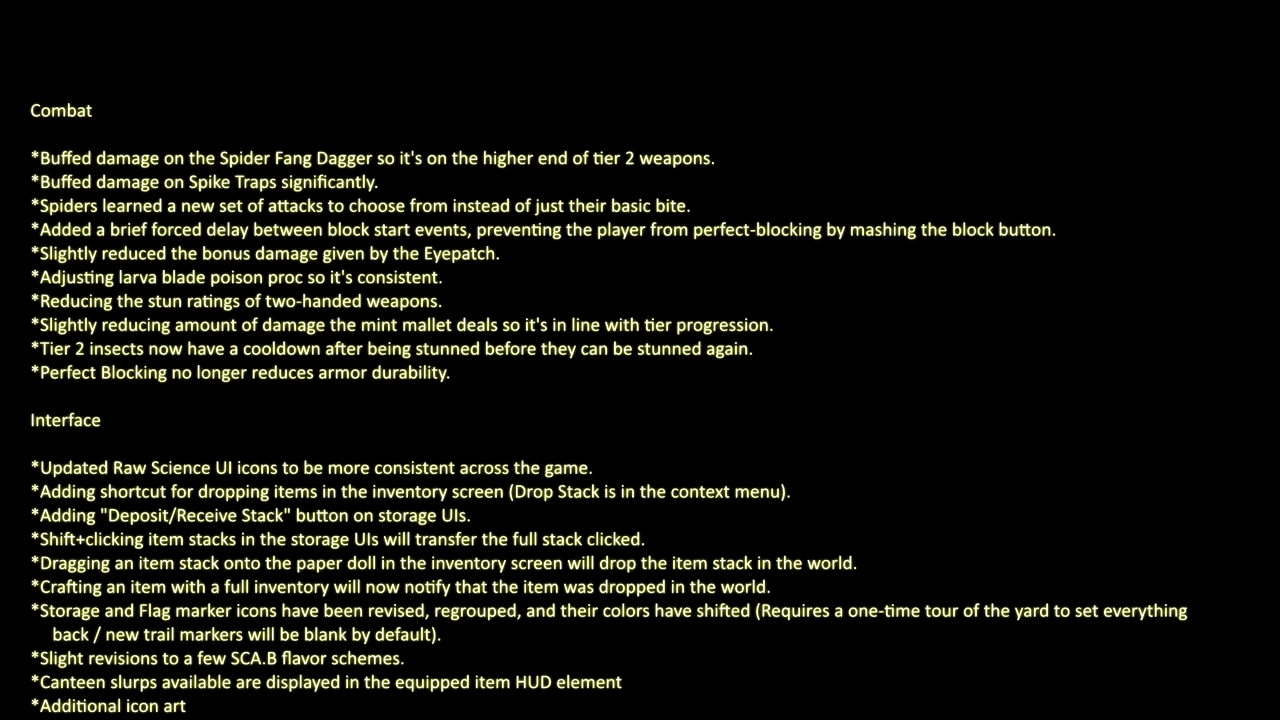 Combat
*Buffed damage on the Spider Fang Dagger so it's on the higher end of tier 2 weapons.
*Buffed damage on Spike Traps significantly.
*Spiders learned a new set of attacks to choose from instead of just their basic bite.
*Added a brief forced delay between block start events, preventing the player from perfect-blocking by mashing the block button.
*Slightly reduced the bonus damage given by the Eyepatch.
*Adjusting larva blade poison proc so it's consistent.
*Reducing the stun ratings of two-handed weapons.
*Slightly reducing amount of damage the mint mallet deals so it's in line with tier progression.
*Tier 2 insects now have a cooldown after being stunned before they can be stunned again.
*Perfect Blocking no longer reduces armor durability.
Interface
*Updated Raw Science UI icons to be more consistent across the game.
*Adding shortcut for dropping items in the inventory screen (Drop Stack is in the context menu).
*Adding "Deposit/Receive Stack" button on storage UIs.
*Shift+clicking item stacks in the storage UIs will transfer the full stack clicked.
*Dragging an item stack onto the paper doll in the inventory screen will drop the item stack in the world.
*Crafting an item with a full inventory will now notify that the item was dropped in the world.
*Storage and Flag marker icons have been revised, regrouped, and their colors have shifted (Requires a one-time tour of the yard to set everything
back / new trail markers will be blank by default).
*Slight revisions to a few SCA.B flavor schemes.
*Canteen slurps available are displayed in the equipped item HUD element
*Additional icon art